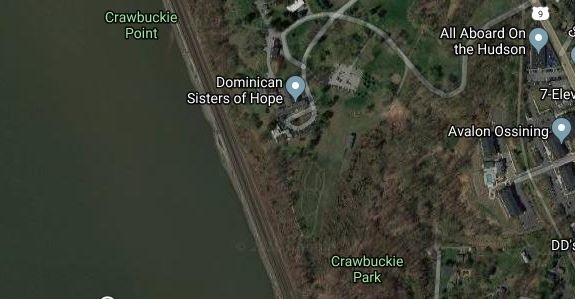 Crawbuckie
Point
9
All Aboard On
the Hudson
Dominican
Sisters of Hope
7-Elev
Avalon Ossining
DD's
Crawbuckie
Park